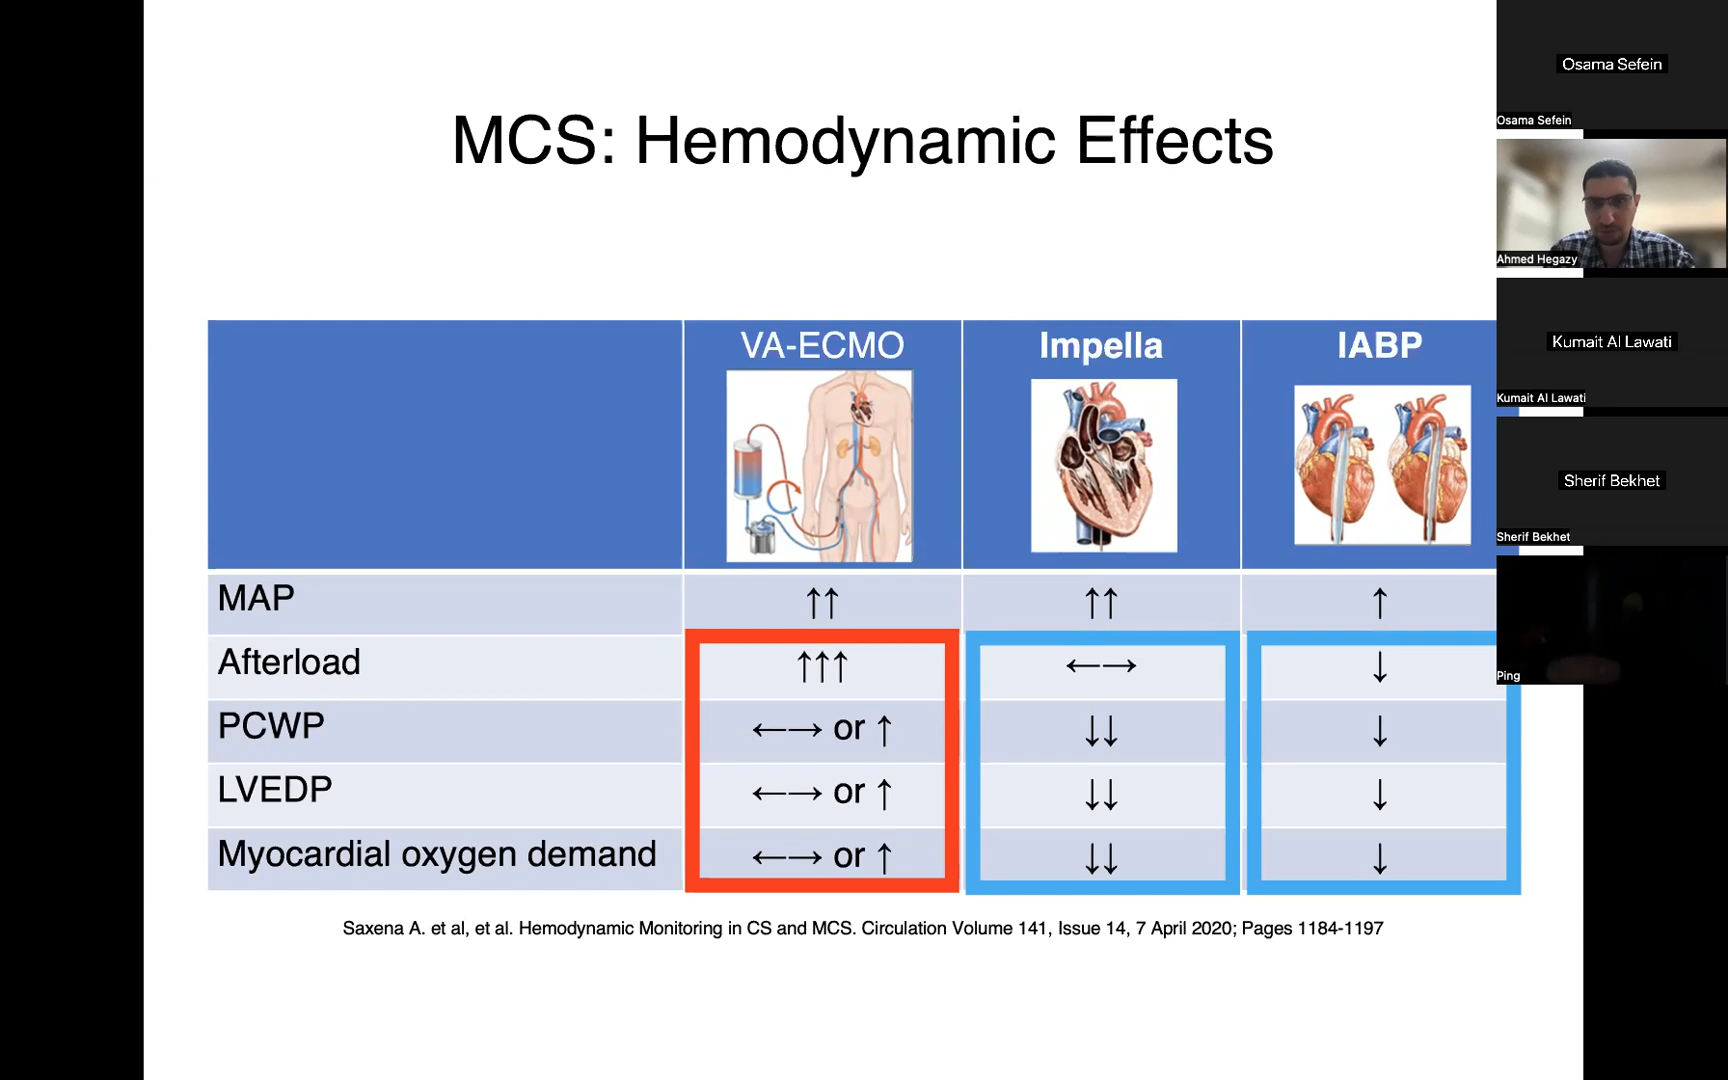 MCS: Hemodynamic Effects
VA-ECMO Impella IABP
MAP ↑↑ ↑↑ ↑
Afterload ↑↑↑ ←→ ↓
PCWP ←→ or ↑ ↓↓ ↓
LVEDP ←→ or ↑ ↓↓ ↓
Myocardial oxygen demand ←→ or ↑ ↓↓ ↓
Saxena A. et al, et al. Hemodynamic Monitoring in CS and MCS. Circulation Volume 141, Issue 14, 7 April 2020; Pages 1184-1197
Osama Sefein
Osama Sefein
Ahmed Hegazy
Kumait Al Lawati
Kumait Al Lawati
Sherif Bekhet
Sherif Bekhet
Ping